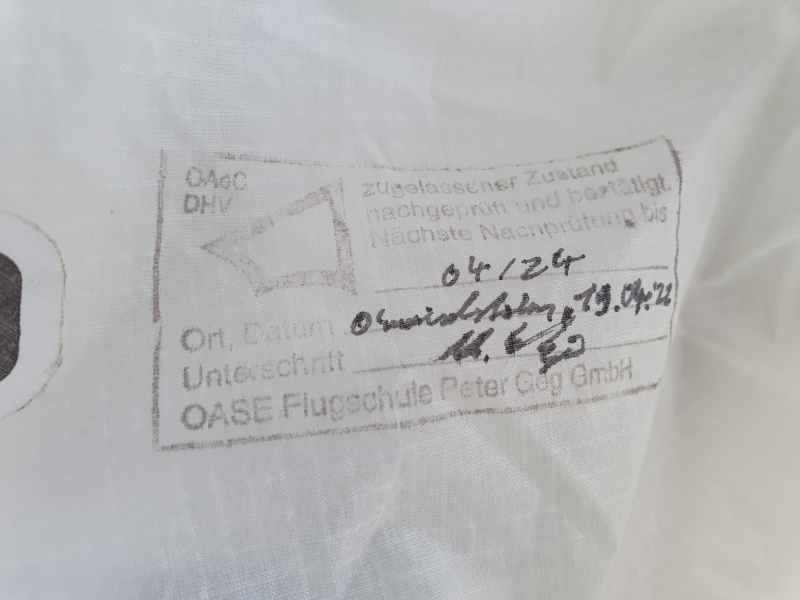 OAeC
DHV
zugelassener Zustand
nachgeprüft und bestätigt.
Nächste Nachprüfung bis
04/24
Ort, Datum 19.04.22
Unterschrift
OASE Flugschule Peter Geg GmbH